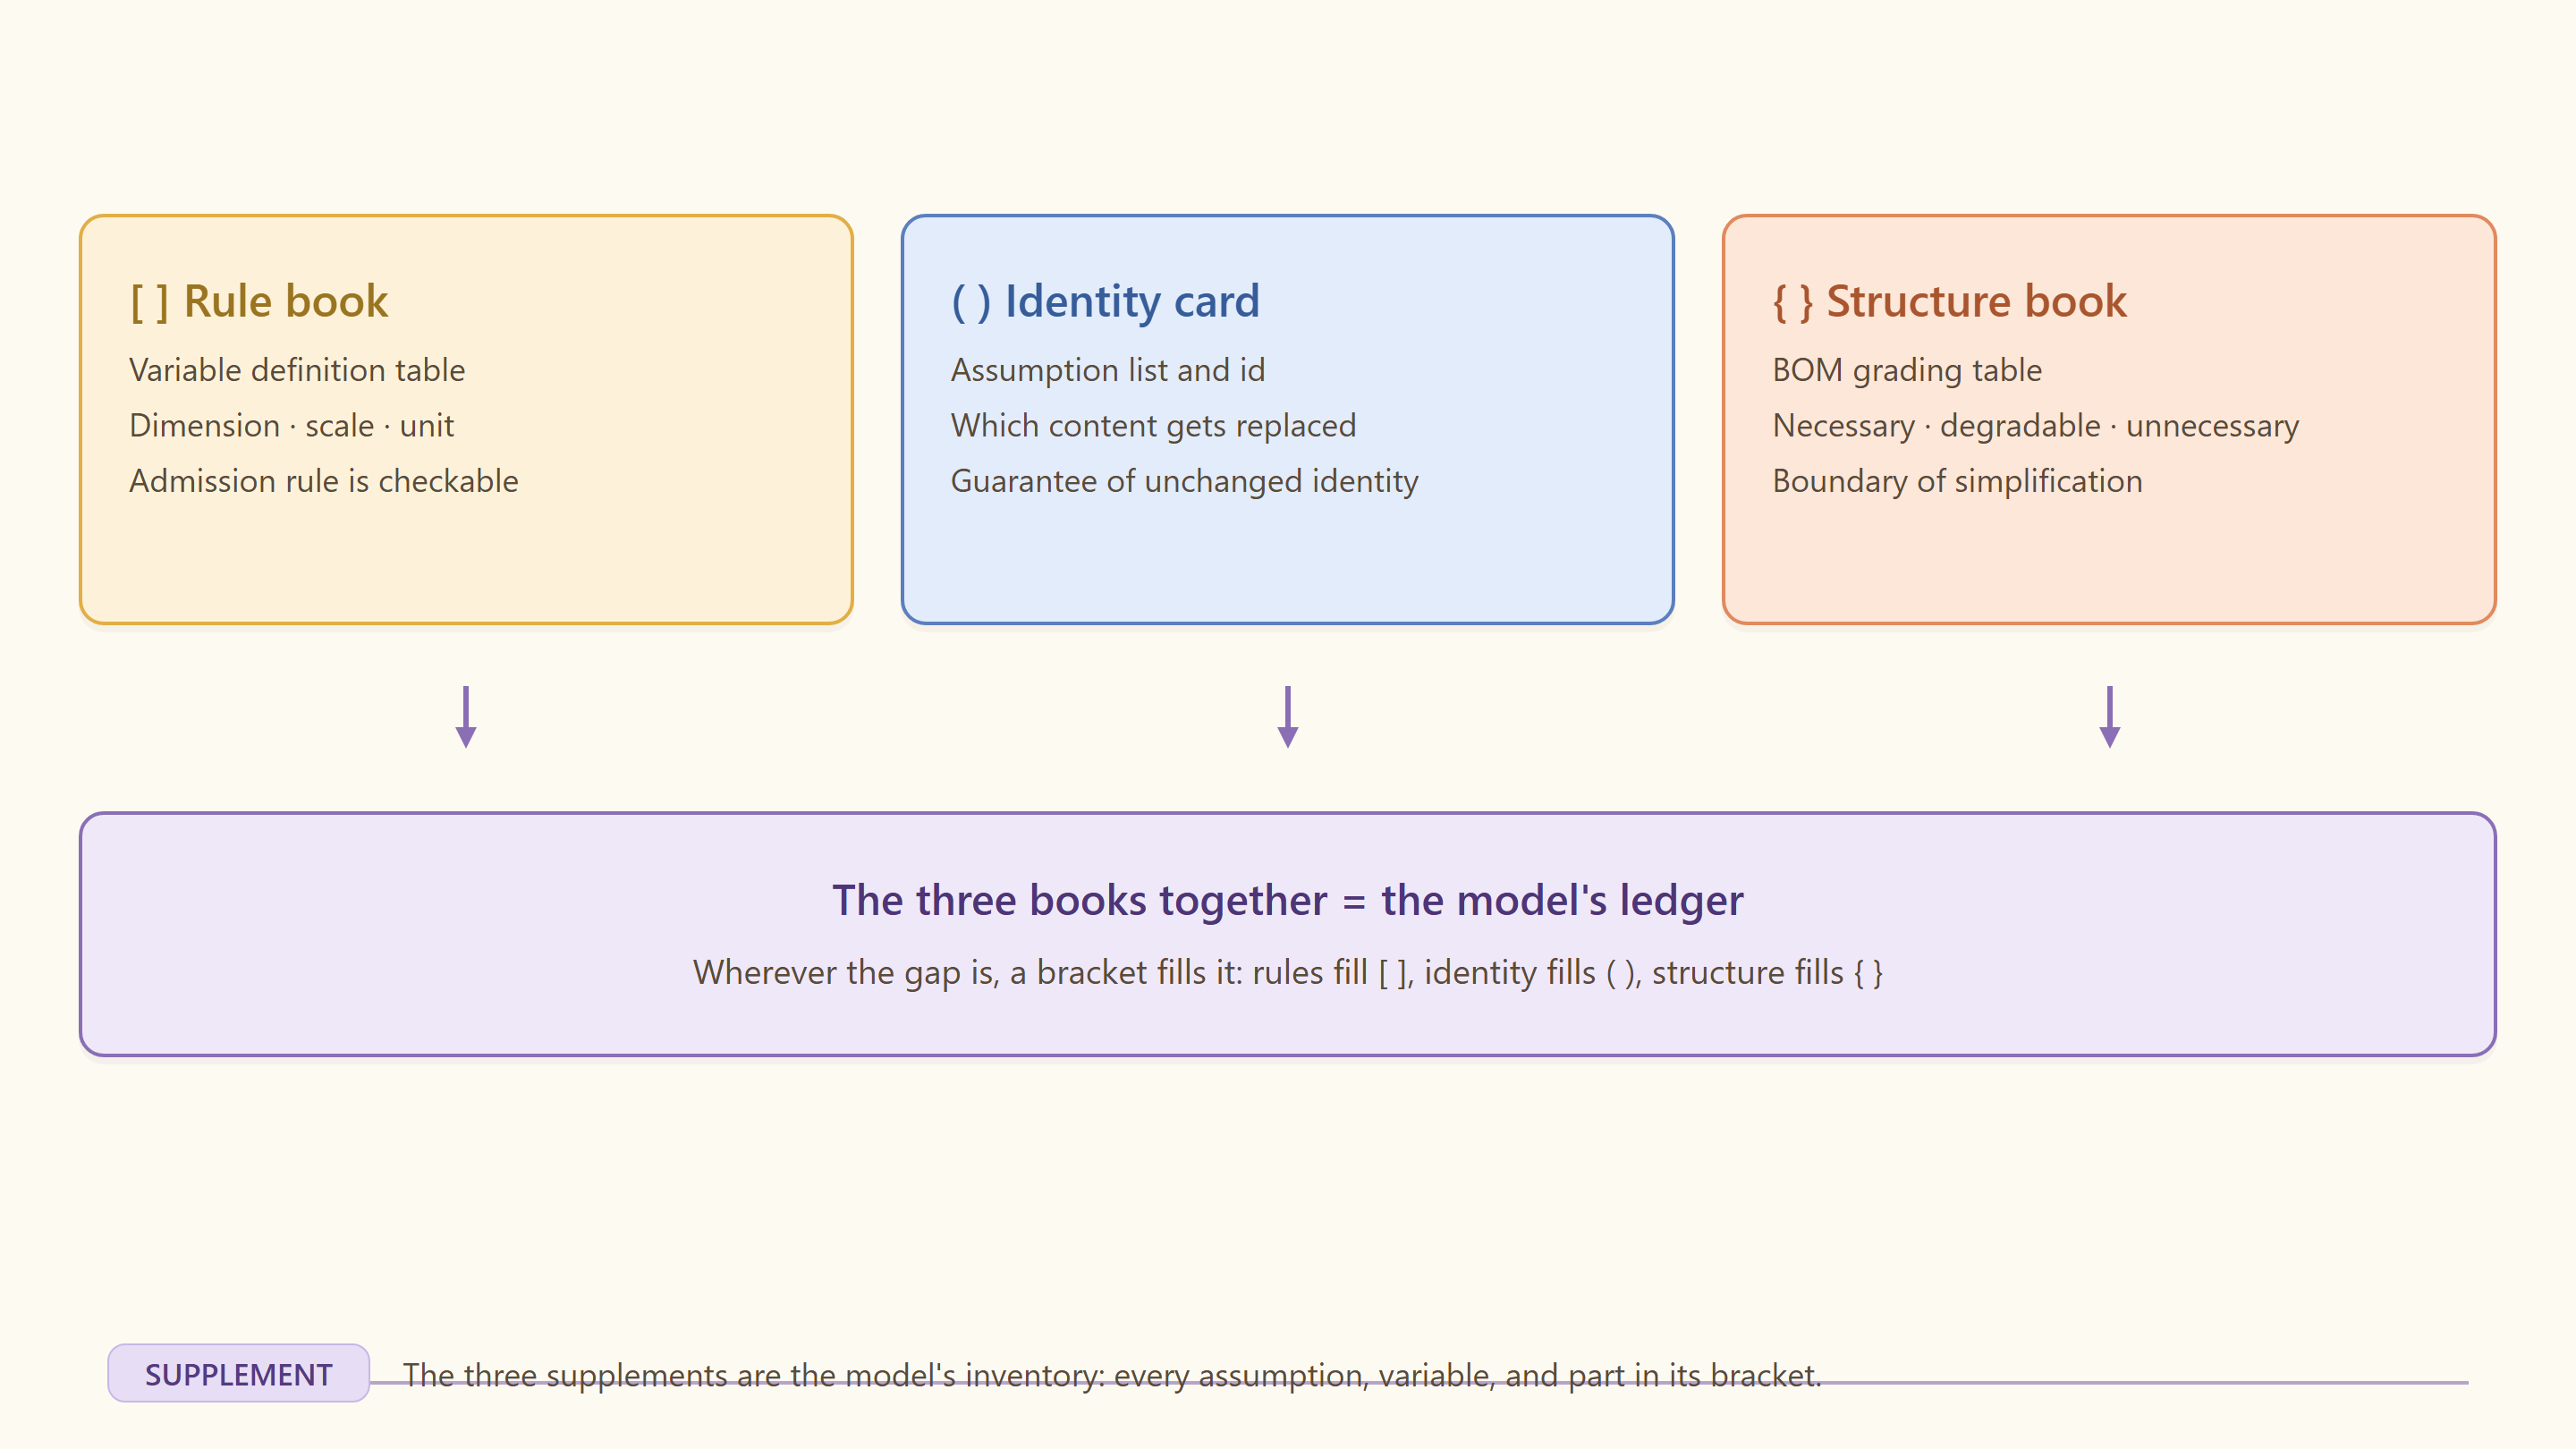 [ ] Rule book
Variable definition table
Dimension · scale · unit
Admission rule is checkable
( ) Identity card
Assumption list and id
Which content gets replaced
Guarantee of unchanged identity
{ } Structure book
BOM grading table
Necessary · degradable · unnecessary
Boundary of simplification
The three books together = the model's ledger
Wherever the gap is, a bracket fills it: rules fill [ ], identity fills ( ), structure fills { }
SUPPLEMENT
The three supplements are the model's inventory: every assumption, variable, and part in its bracket.